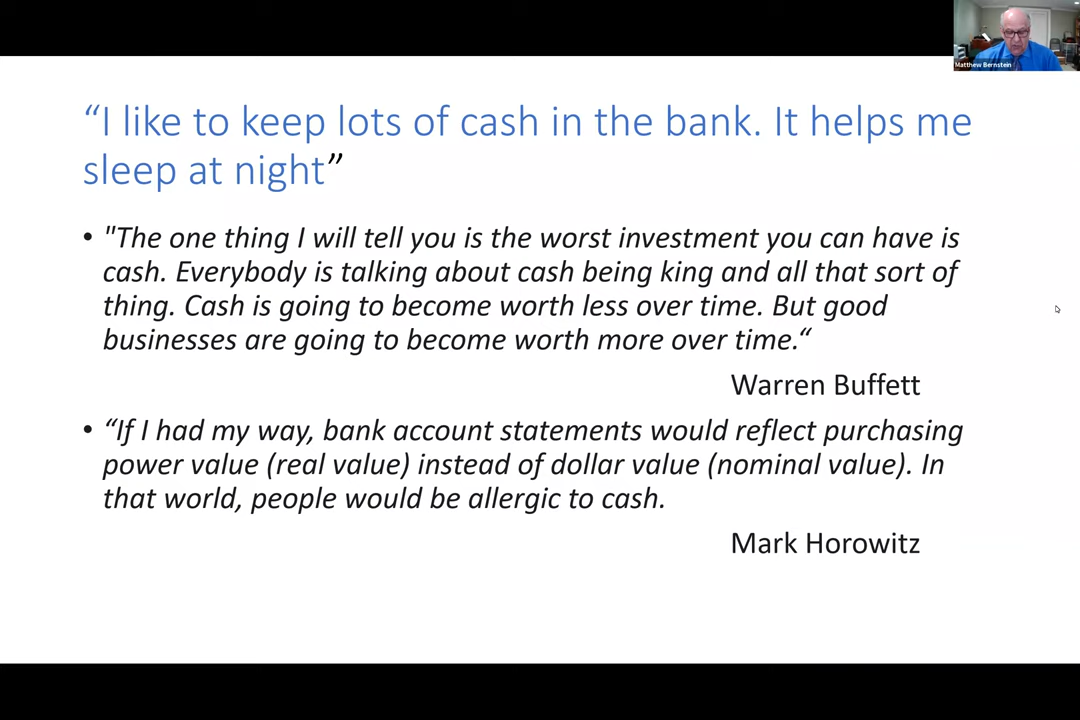 Matthew Bernstein
“I like to keep lots of cash in the bank. It helps me
sleep at night”
• "The one thing I will tell you is the worst investment you can have is
cash. Everybody is talking about cash being king and all that sort of
thing. Cash is going to become worth less over time. But good
businesses are going to become worth more over time.“
Warren Buffett
• “If I had my way, bank account statements would reflect purchasing
power value (real value) instead of dollar value (nominal value). In
that world, people would be allergic to cash.
Mark Horowitz